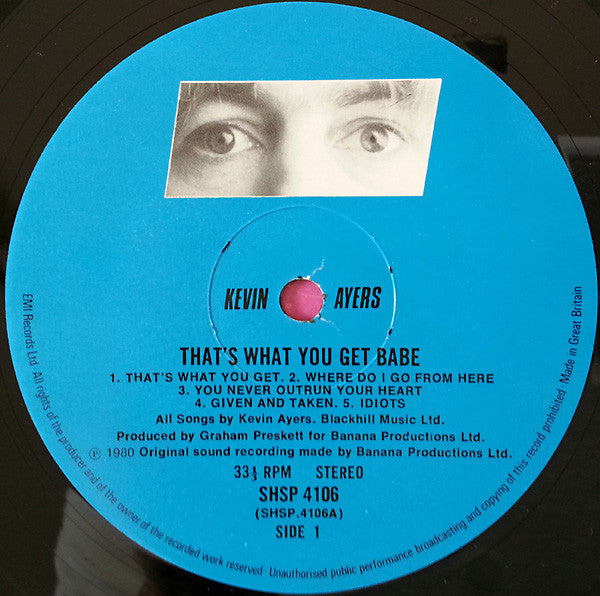 KEVIN AYERS
THAT'S WHAT YOU GET BABE
1. THAT'S WHAT YOU GET. 2. WHERE DO I GO FROM HERE
3. YOU NEVER OUTRUN YOUR HEART
4. GIVEN AND TAKEN. 5. IDIOTS
All Songs by Kevin Ayers. Blackhill Music Ltd.
Produced by Graham Preskett for Banana Productions Ltd.
℗ 1980 Original sound recording made by Banana Productions Ltd.
33⅓ RPM STEREO
SHSP 4106
(SHSP.4106A)
SIDE 1
EMI Records Ltd. All rights of the producer and of the owner of the recorded work reserved · Unauthorised public performance broadcasting and copying of this record prohibited. Made in Great Britain